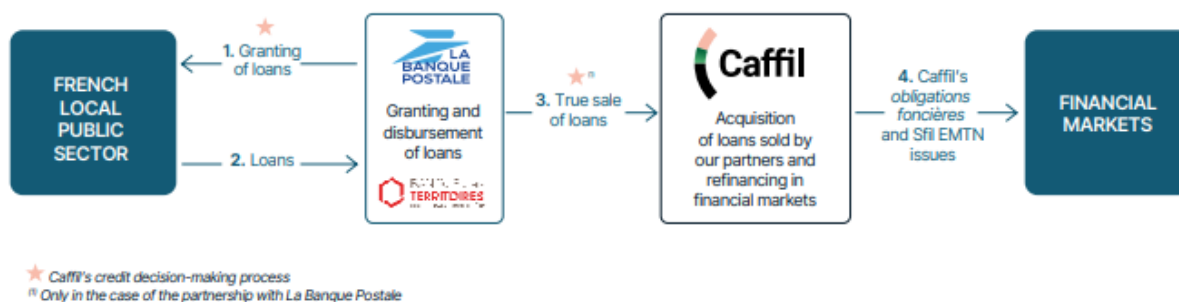 FRENCH
LOCAL
PUBLIC
SECTOR
1. Granting
of loans
2. Loans
LA
BANQUE
POSTALE
Granting and
disbursement
of loans
TERRITOIRES
(1)
3. True sale
of loans
Caffil
Acquisition
of loans sold by
our partners and
refinancing in
financial markets
4. Caffil's
obligations
foncières
and Sfil EMTN
issues
FINANCIAL
MARKETS
Caffil's credit decision-making process
(1) Only in the case of the partnership with La Banque Postale